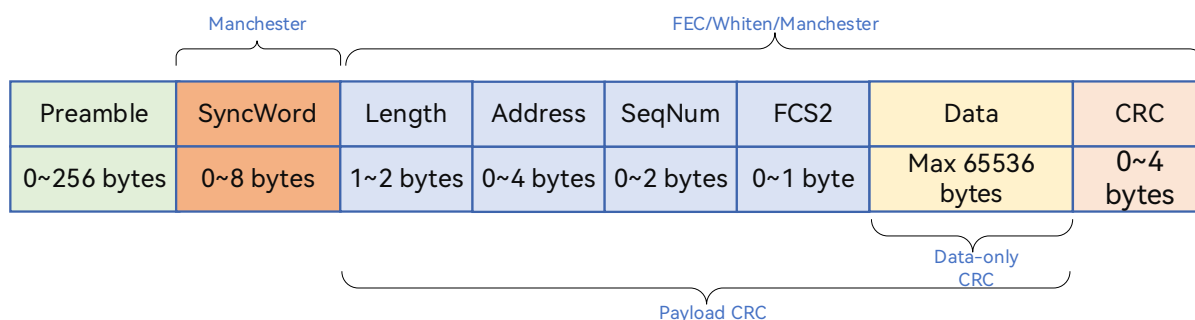 Manchester
FEC/Whiten/Manchester
Preamble
SyncWord
Length
Address
SeqNum
FCS2
Data
CRC
0~256 bytes
0~8 bytes
1~2 bytes
0~4 bytes
0~2 bytes
0~1 byte
Max 65536
bytes
0~4
bytes
Data-only
CRC
Payload CRC